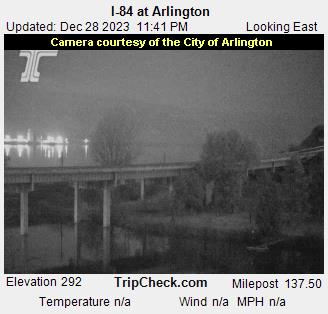 I-84 at Arlington
Updated: Dec 28 2023 11:41 PM Looking East
Camera courtesy of the City of Arlington
Elevation 292 TripCheck.com Milepost 137.50
Temperature n/a Wind n/a MPH n/a